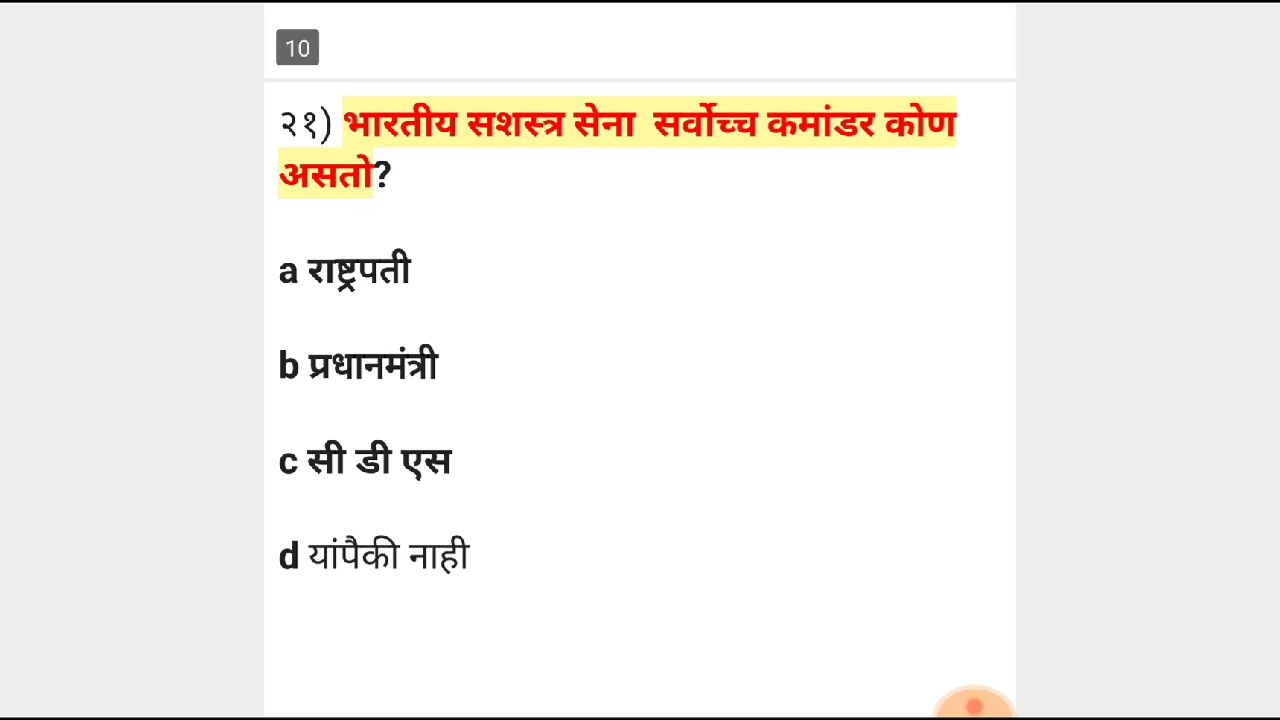 10
२१) भारतीय सशस्त्र सेना सर्वोच्च कमांडर कोण
असतो?
a राष्ट्रपती
b प्रधानमंत्री
c सी डी एस
d यांपैकी नाही